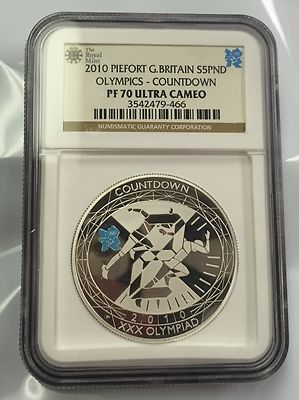 The
Royal
Mint
2010 PIEFORT G.BRITAIN S5PND
OLYMPICS - COUNTDOWN
PF 70 ULTRA CAMEO
3542479-466
NUMISMATIC GUARANTY CORPORATION
COUNTDOWN
2010
XXX OLYMPIAD